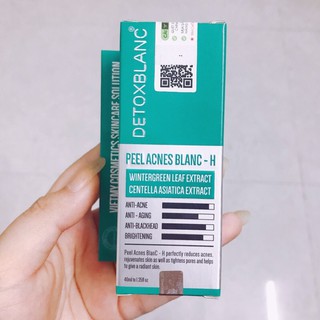 DETOXBLANC®
PEEL ACNES BLANC - H
WINTERGREEN LEAF EXTRACT
CENTELLA ASIATICA EXTRACT
ANTI-ACNE
ANTI - AGING
ANTI-BLACKHEAD
BRIGHTENING
Peel Acnes BlanC - H perfectly reduces acnes,
rejuvenates skin as well as tightens pores and helps
to give a radiant skin.
VIETMY COSMETICS SKINCARE SOLUTION